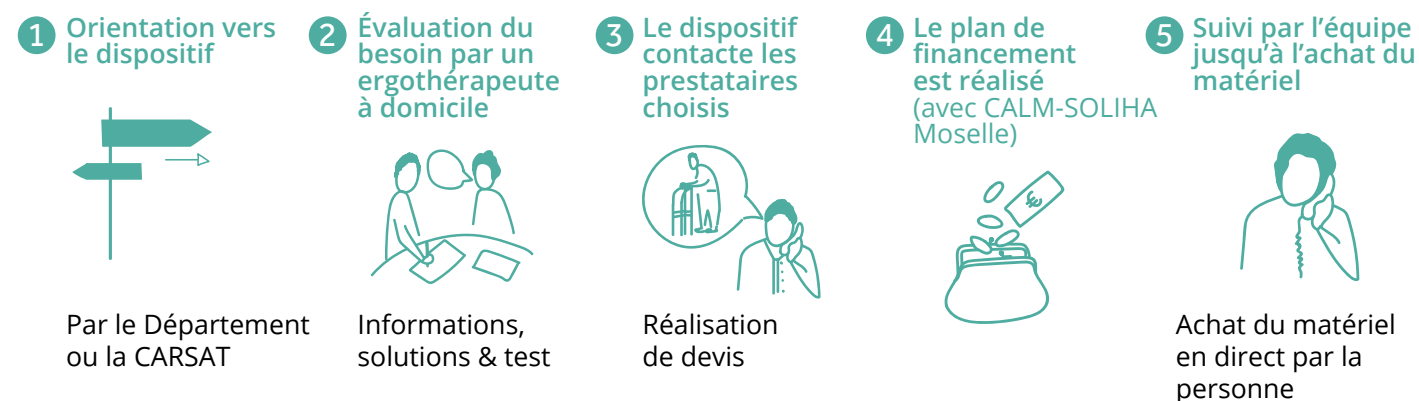 1 Orientation vers
le dispositif
Par le Département
ou la CARSAT
2 Évaluation du
besoin par un
ergothérapeute
à domicile
Informations,
solutions & test
3 Le dispositif
contacte les
prestataires
choisis
Réalisation
de devis
4 Le plan de
financement
est réalisé
(avec CALM-SOLIHA
Moselle)
€
5 Suivi par l’équipe
jusqu’à l’achat du
matériel
Achat du matériel
en direct par la
personne